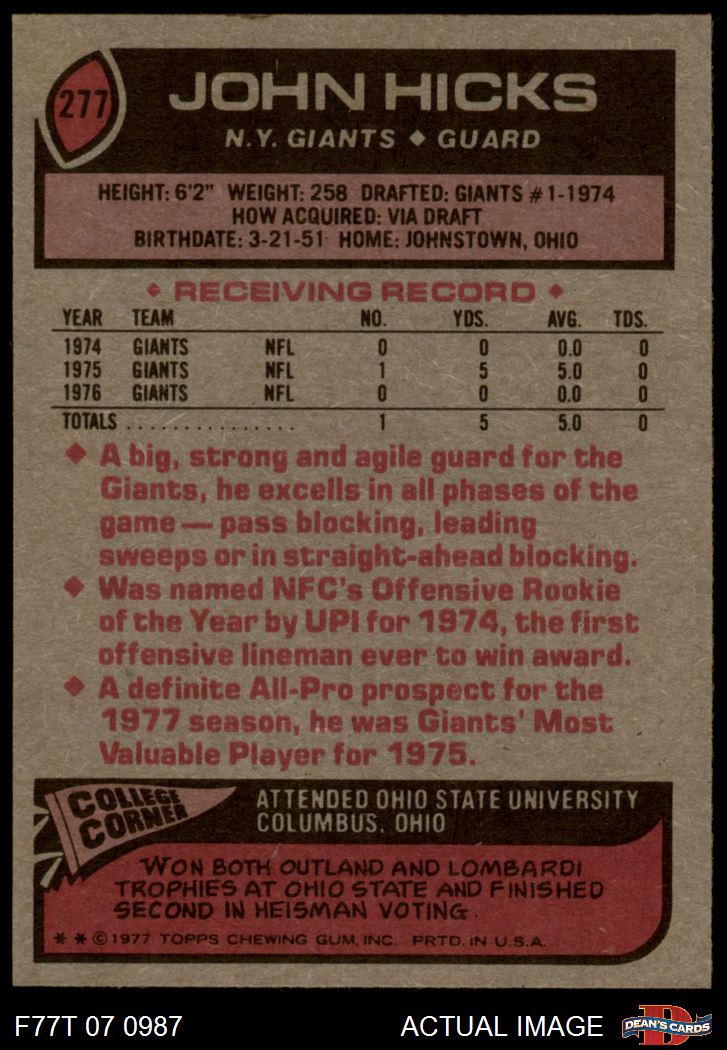 277
JOHN HICKS
N.Y. GIANTS ◆ GUARD
HEIGHT: 6'2" WEIGHT: 258 DRAFTED: GIANTS #1-1974
HOW ACQUIRED: VIA DRAFT
BIRTHDATE: 3-21-51 HOME: JOHNSTOWN, OHIO
◆ RECEIVING RECORD ◆
YEAR TEAM NO. YDS. AVG. TDS.
1974 GIANTS NFL 0 0 0.0 0
1975 GIANTS NFL 1 5 5.0 0
1976 GIANTS NFL 0 0 0.0 0
TOTALS ............... 1 5 5.0 0
◆ A big, strong and agile guard for the
Giants, he excells in all phases of the
game — pass blocking, leading
sweeps or in straight-ahead blocking.
◆ Was named NFC's Offensive Rookie
of the Year by UPI for 1974, the first
offensive lineman ever to win award.
◆ A definite All-Pro prospect for the
1977 season, he was Giants' Most
Valuable Player for 1975.
COLLEGE
CORNER
ATTENDED OHIO STATE UNIVERSITY
COLUMBUS, OHIO
WON BOTH OUTLAND AND LOMBARDI
TROPHIES AT OHIO STATE AND FINISHED
SECOND IN HEISMAN VOTING.
* * © 1977 TOPPS CHEWING GUM, INC. PRTD. IN U.S.A.
F77T 07 0987 ACTUAL IMAGE
D
DEAN'S CARDS